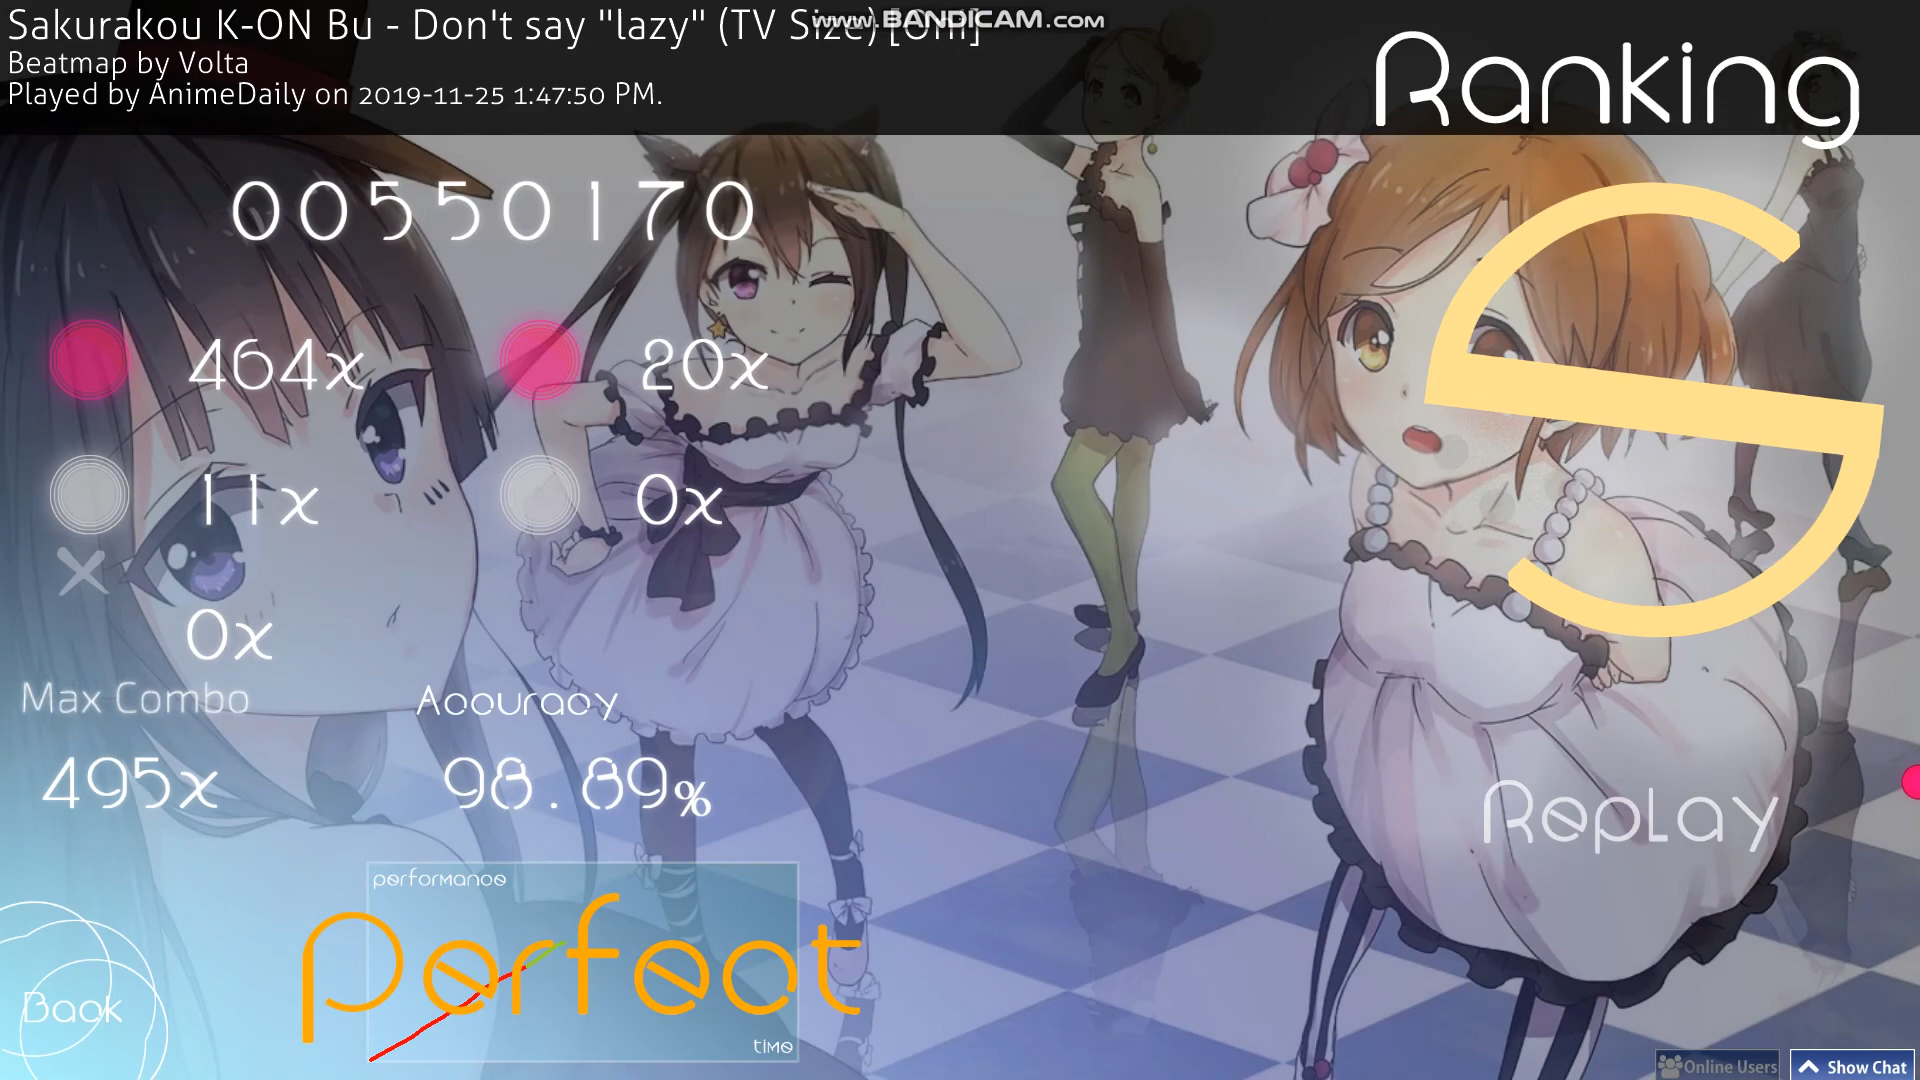 Sakurakou K-ON Bu - Don't say "lazy" (TV Size) [Oni]
www.BANDICAM.com
Beatmap by Volta
Played by AnimeDaily on 2019-11-25 1:47:50 PM.
Ranking
00550170
464x
20x
11x
0x
0x
Max Combo
Accuracy
495x
98.89%
Replay
performance
Perfect
time
Back
Online Users
Show Chat